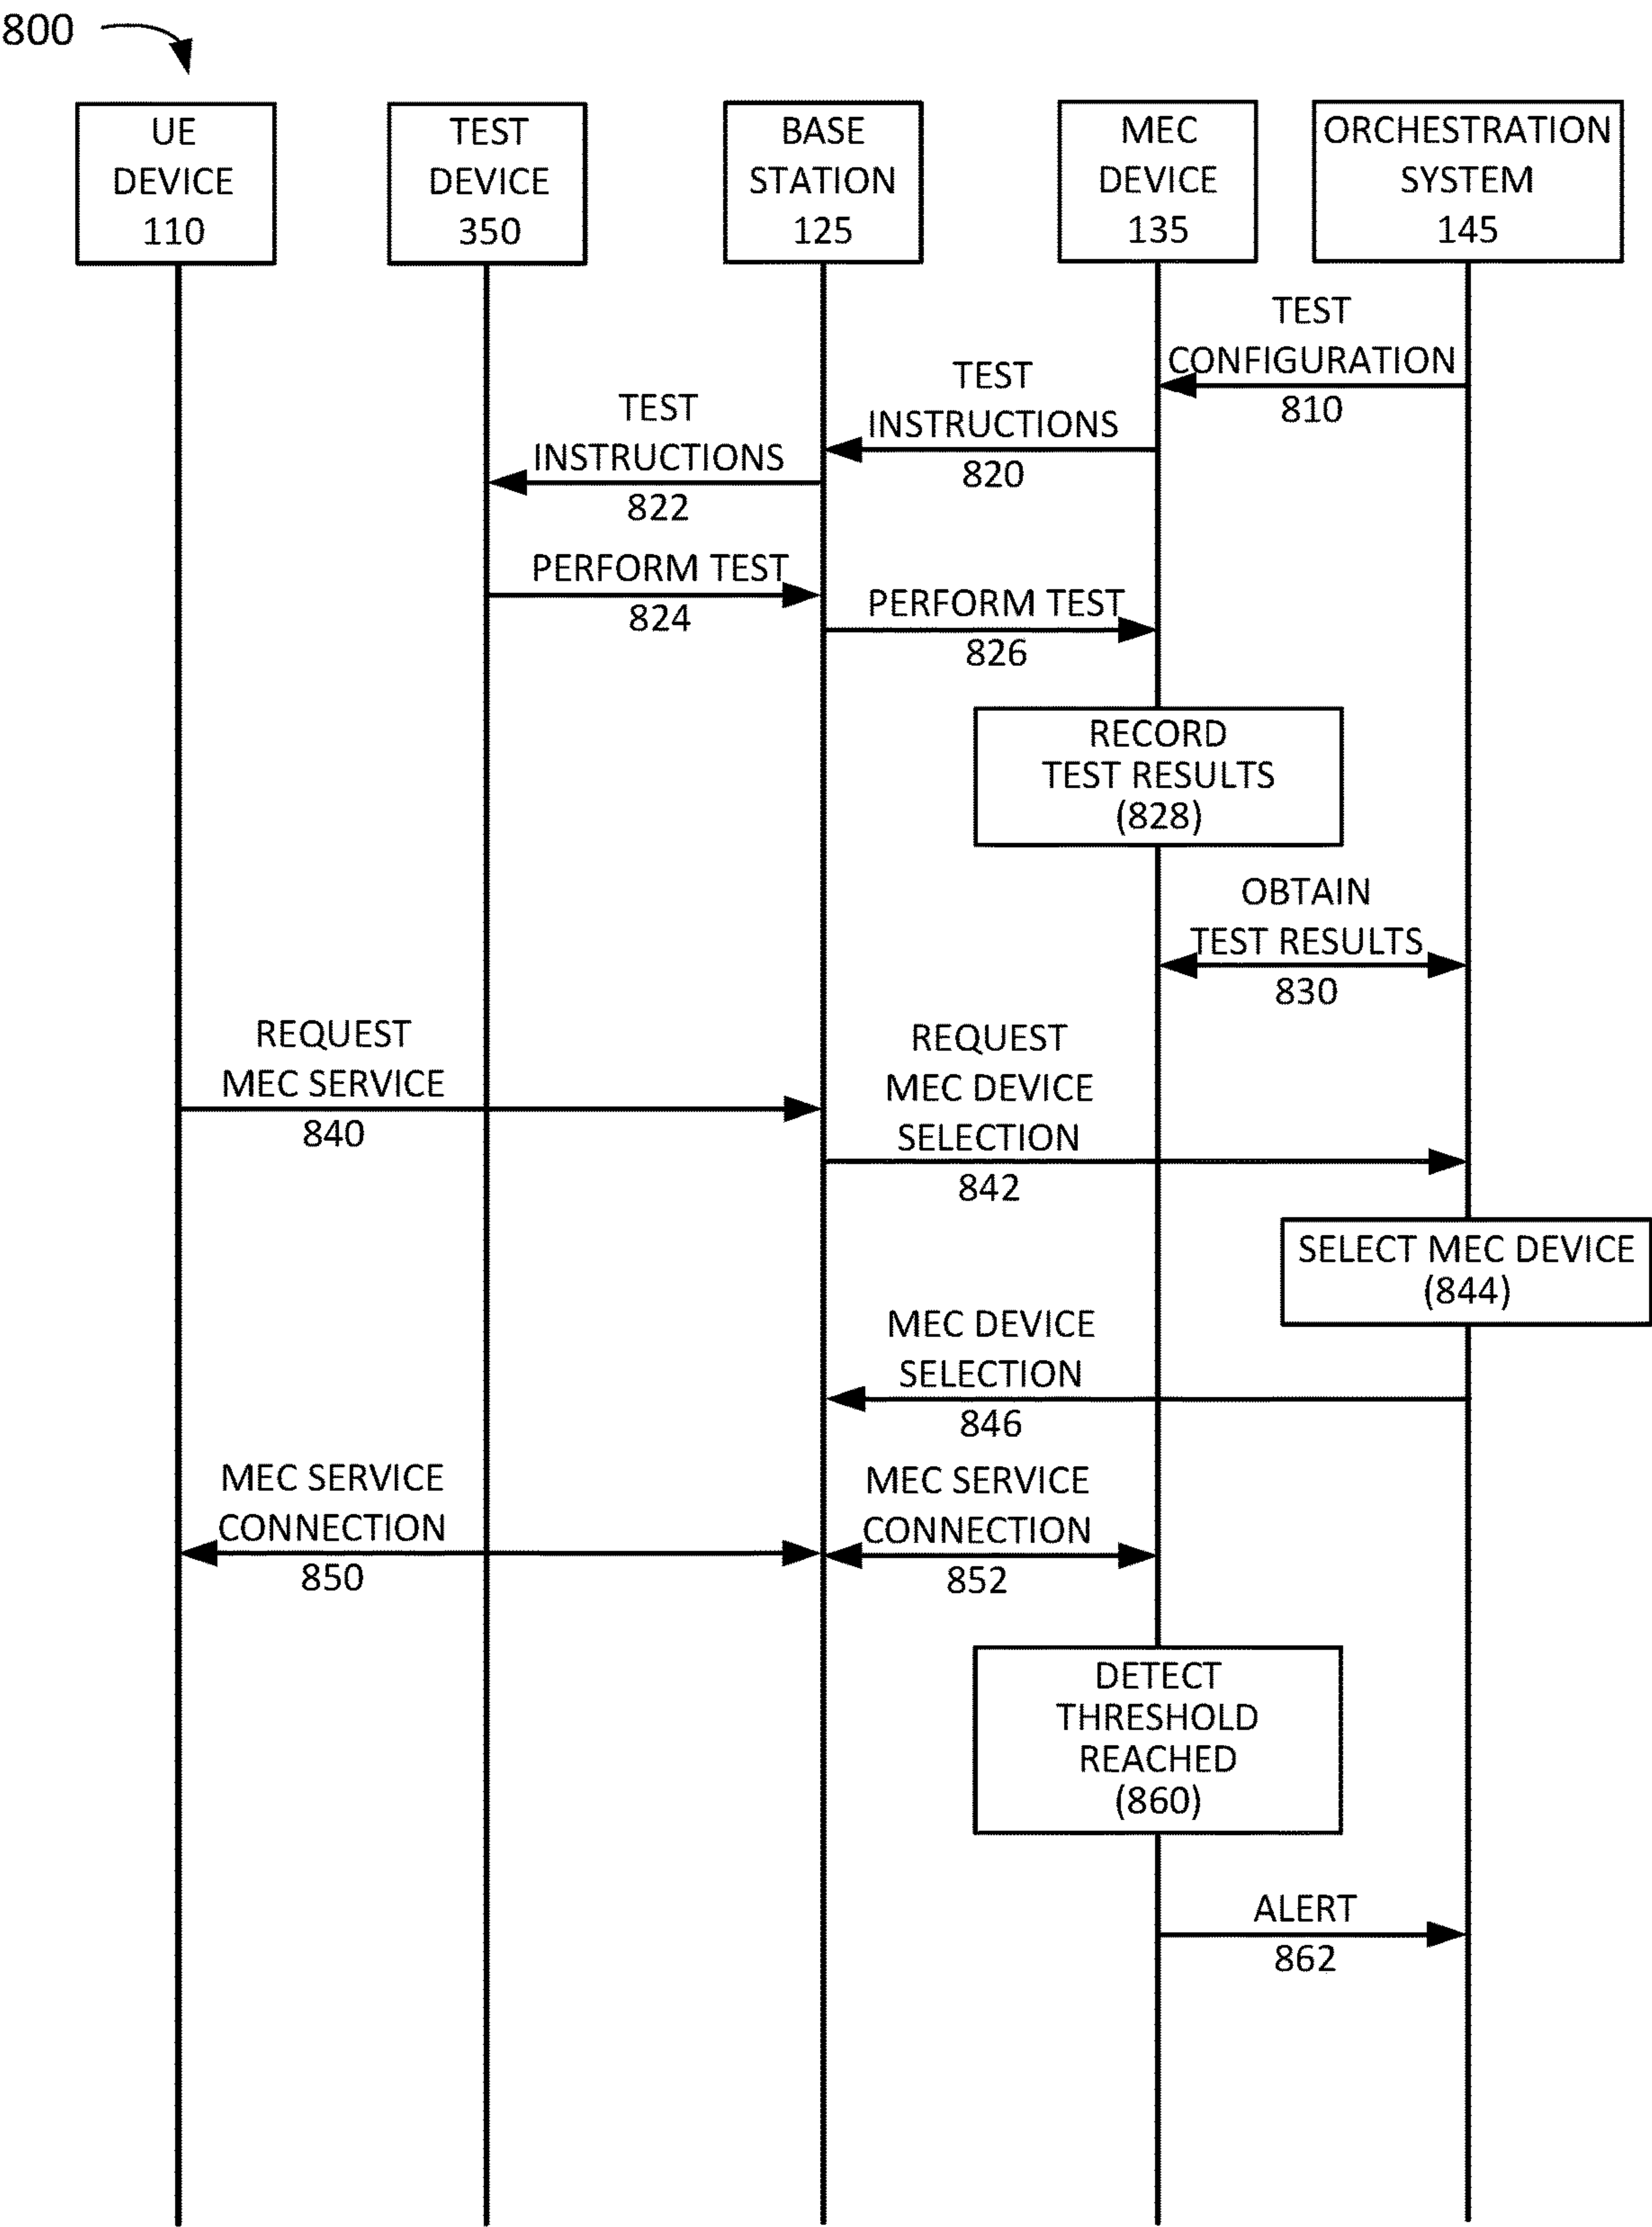 800
UE
DEVICE
110
TEST
DEVICE
350
BASE
STATION
125
MEC
DEVICE
135
ORCHESTRATION
SYSTEM
145
TEST
CONFIGURATION
810
TEST
INSTRUCTIONS
820
TEST
INSTRUCTIONS
822
PERFORM TEST
824
PERFORM TEST
826
RECORD
TEST RESULTS
(828)
OBTAIN
TEST RESULTS
830
REQUEST
MEC SERVICE
840
REQUEST
MEC DEVICE
SELECTION
842
SELECT MEC DEVICE
(844)
MEC DEVICE
SELECTION
846
MEC SERVICE
CONNECTION
850
MEC SERVICE
CONNECTION
852
DETECT
THRESHOLD
REACHED
(860)
ALERT
862